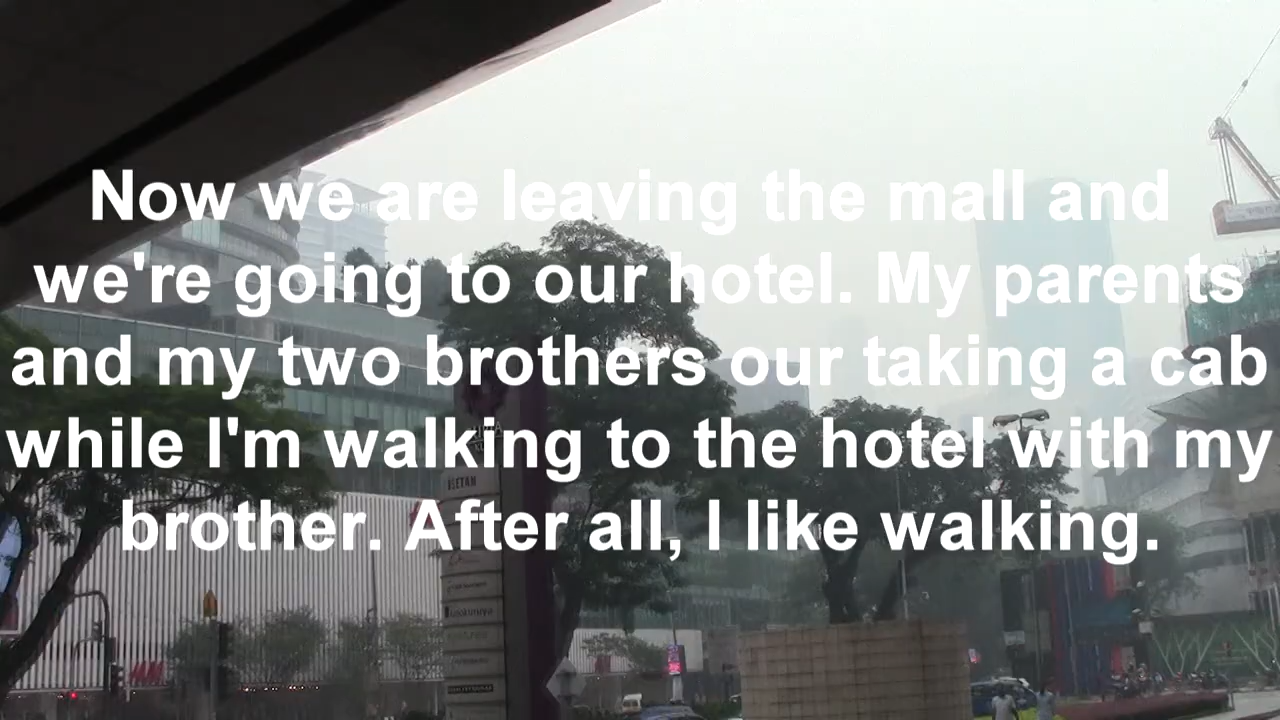 Now we are leaving the mall and
we're going to our hotel. My parents
and my two brothers our taking a cab
while I'm walking to the hotel with my
brother. After all, I like walking.
H&M